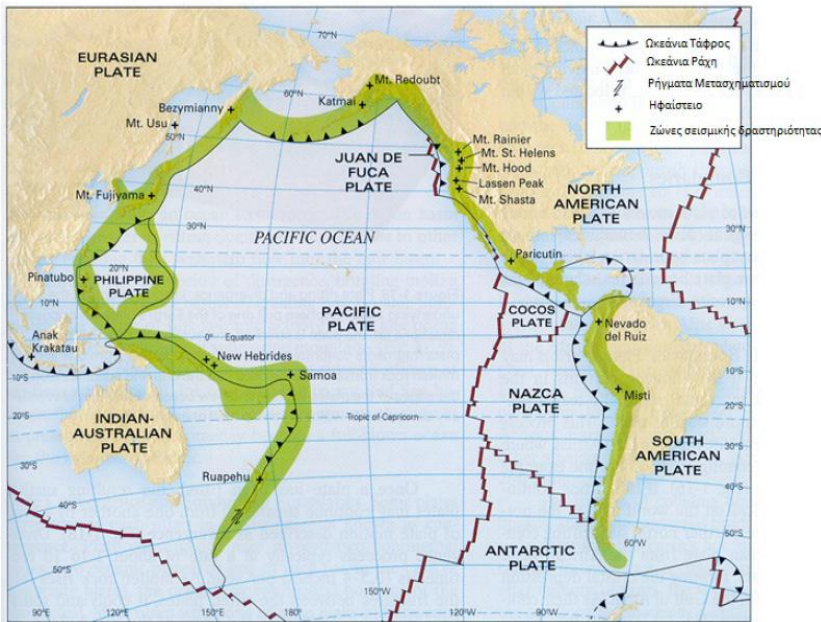 70°N
Ωκεάνια Τάφρος
Ωκεάνια Ράχη
Ρήγματα Μετασχηματισμού
Ηφαίστειο
Ζώνες σεισμικής δραστηριότητας
EURASIAN
PLATE
Mt. Redoubt
60°N
Katmai
Bezymianny
Mt. Usu
50°N
JUAN DE
FUCA
PLATE
Mt. Rainier
Mt. St. Helens
Mt. Hood
Lassen Peak
Mt. Shasta
NORTH
AMERICAN
PLATE
Mt. Fujiyama
40°N
30°N
30°N
PACIFIC OCEAN
Paricutin
20°N
Pinatubo
PHILIPPINE
PLATE
20°N
10°N
10°N
PACIFIC
PLATE
COCOS
PLATE
Nevado
del Ruiz
Anak
Krakatau
0°
Equator
New Hebrides
Samoa
10°S
10°S
NAZCA
PLATE
Misti
20°S
Tropic of Capricorn
20°S
INDIAN-
AUSTRALIAN
PLATE
SOUTH
AMERICAN
PLATE
30°S
30°S
Ruapehu
40°S
40°S
50°S
50°S
60°W
ANTARCTIC
PLATE
150°W
90°E
120°E
150°E
180°
120°W
90°W